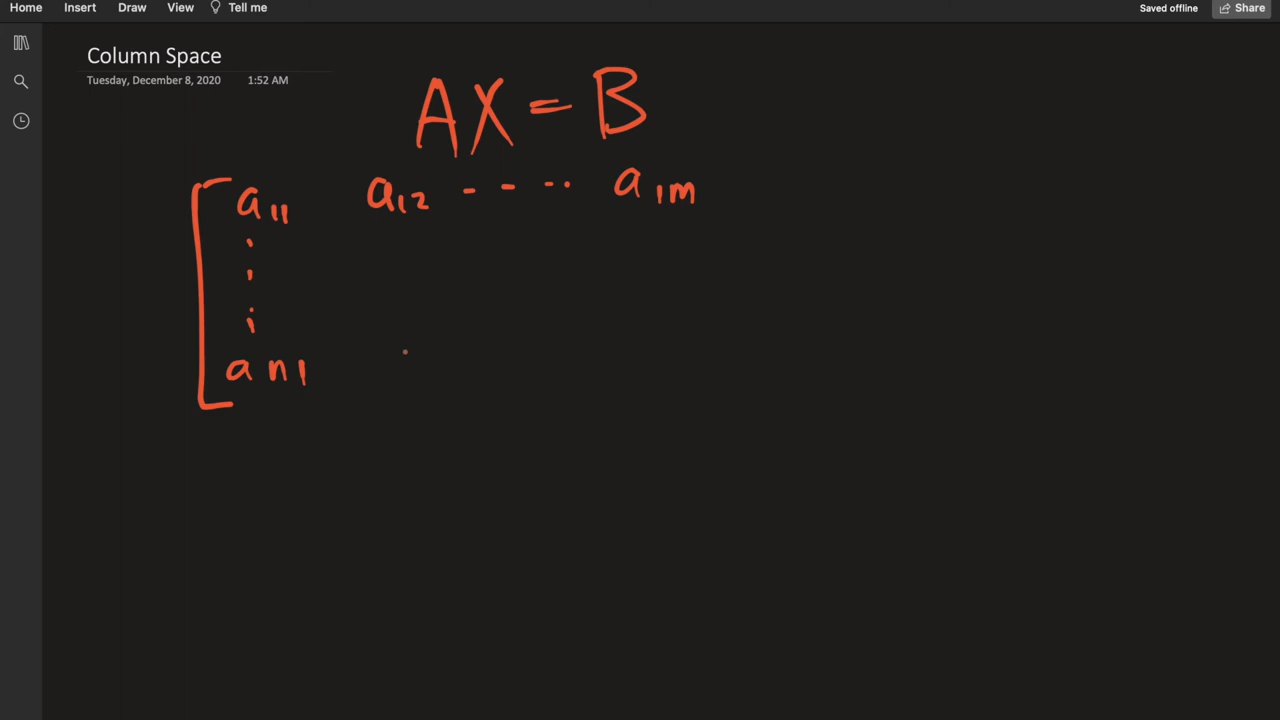 Home Insert Draw View Tell me Saved offline Share
Column Space
Tuesday, December 8, 2020 1:52 AM
AX = B
a11 a12 - - - · · a1m
an1